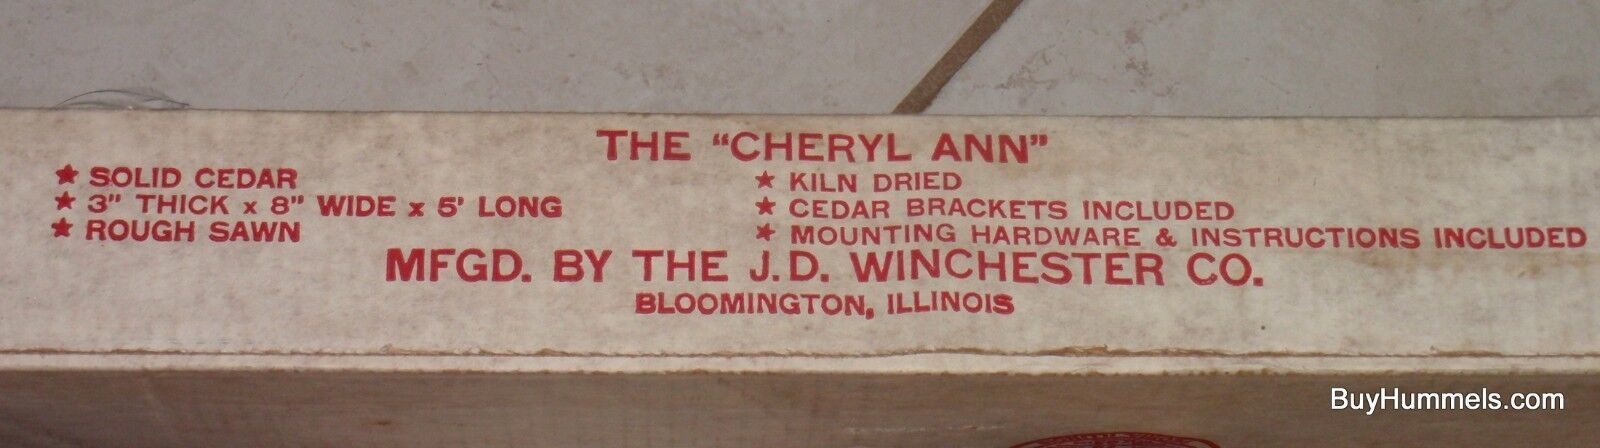 THE "CHERYL ANN"
★ SOLID CEDAR
★ 3" THICK x 8" WIDE x 5' LONG
★ ROUGH SAWN
★ KILN DRIED
★ CEDAR BRACKETS INCLUDED
★ MOUNTING HARDWARE & INSTRUCTIONS INCLUDED
MFGD. BY THE J.D. WINCHESTER CO.
BLOOMINGTON, ILLINOIS
BuyHummels.com